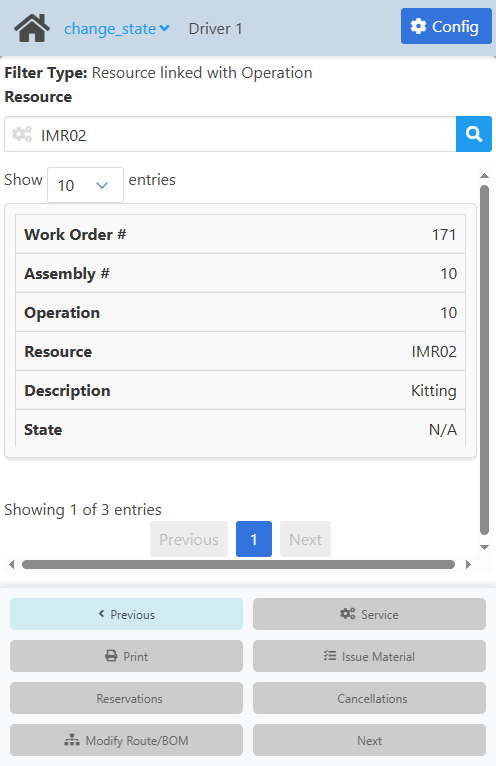 change_state Driver 1 Config
Filter Type: Resource linked with Operation
Resource
IMR02
Show 10 entries
Work Order # 171
Assembly # 10
Operation 10
Resource IMR02
Description Kitting
State N/A
Showing 1 of 3 entries
Previous 1 Next
Previous Service
Print Issue Material
Reservations Cancellations
Modify Route/BOM Next